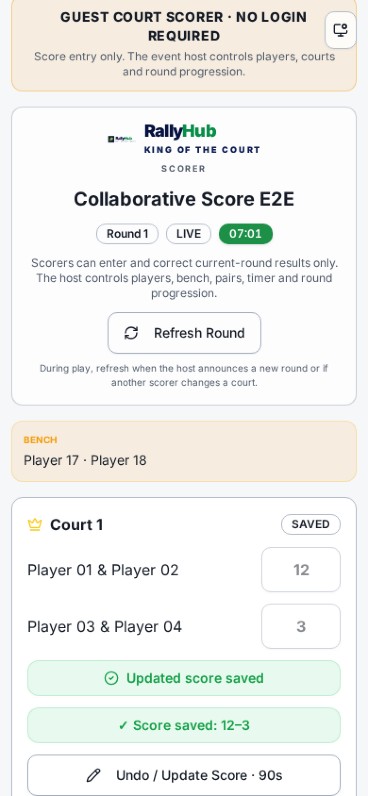 GUEST COURT SCORER · NO LOGIN
REQUIRED
Score entry only. The event host controls players, courts
and round progression.
RallyHub
RallyHub
KING OF THE COURT
SCORER
Collaborative Score E2E
Round 1
LIVE
07:01
Scorers can enter and correct current-round results only.
The host controls players, bench, pairs, timer and round
progression.
Refresh Round
During play, refresh when the host announces a new round or if
another scorer changes a court.
BENCH
Player 17 · Player 18
Court 1
SAVED
Player 01 & Player 02
12
Player 03 & Player 04
3
Updated score saved
✓ Score saved: 12–3
Undo / Update Score · 90s